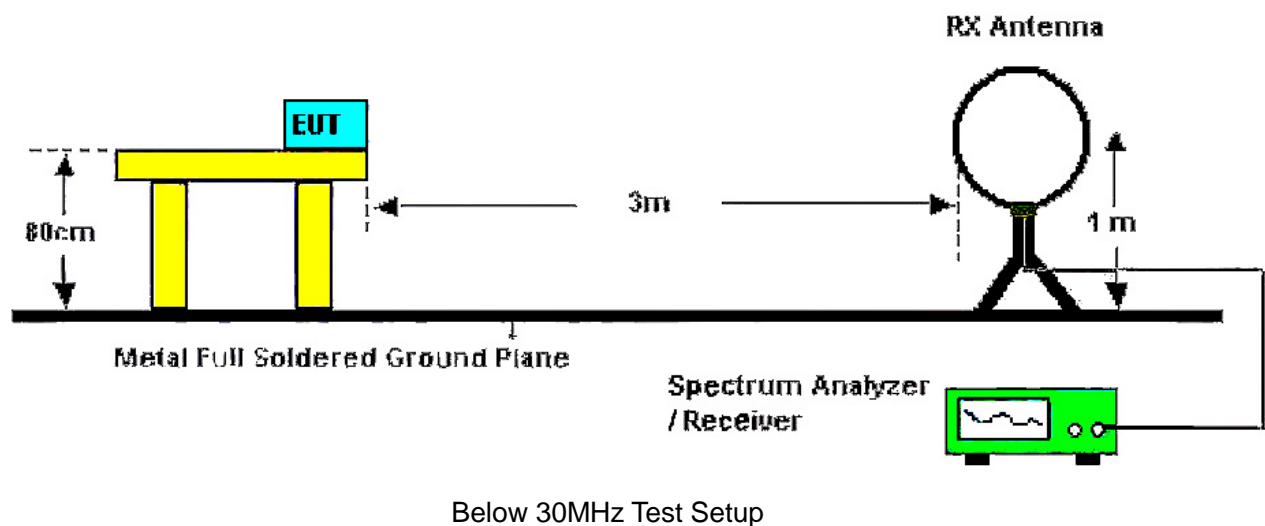 RX Antenna
EUT
80cm
3m
1 m
Metal Full Soldered Ground Plane
Spectrum Analyzer
/ Receiver
Below 30MHz Test Setup